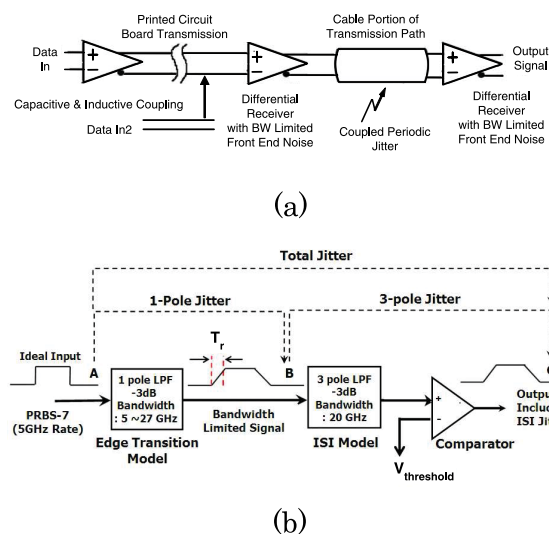 Printed Circuit
Board Transmission
Cable Portion of
Transmission Path
Data
In
+
−
+
−
+
−
Output
Signal
Capacitive & Inductive Coupling
Data In2
Differential
Receiver
with BW Limited
Front End Noise
Coupled Periodic
Jitter
Differential
Receiver
with BW Limited
Front End Noise
(a)
Total Jitter
1-Pole Jitter
3-pole Jitter
Tr
Ideal Input
A
B
PRBS-7
(5GHz Rate)
1 pole LPF
-3dB
Bandwidth
: 5 ~27 GHz
Edge Transition
Model
Bandwidth
Limited Signal
3 pole LPF
-3dB
Bandwidth
: 20 GHz
ISI Model
+
-
Comparator
Vthreshold
Output
Includ
ISI Jit
(b)